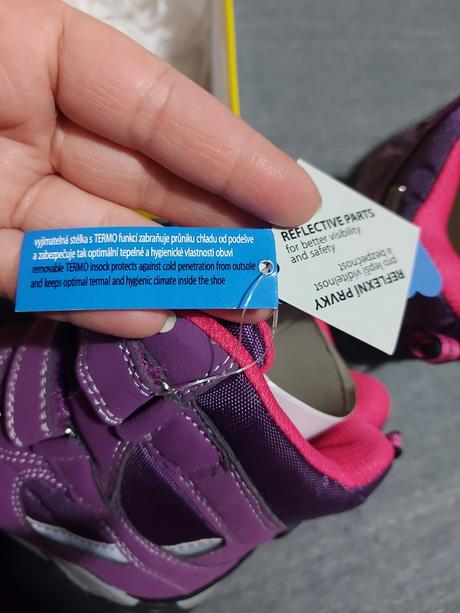 vyjímatelná stélka s TERMO funkcí zabraňuje průniku chladu od podešve
a zabezpečuje tak optimální tepelné a hygienické vlastnosti obuvi
removable TERMO insock protects against cold penetration from outsole
and keeps optimal termal and hygienic dimate inside the shoe
REFLECTIVE PARTS
for better visibility
and safety
REFLEXNÍ PRVKY
pro lepší viditelnost
a bezpečnost